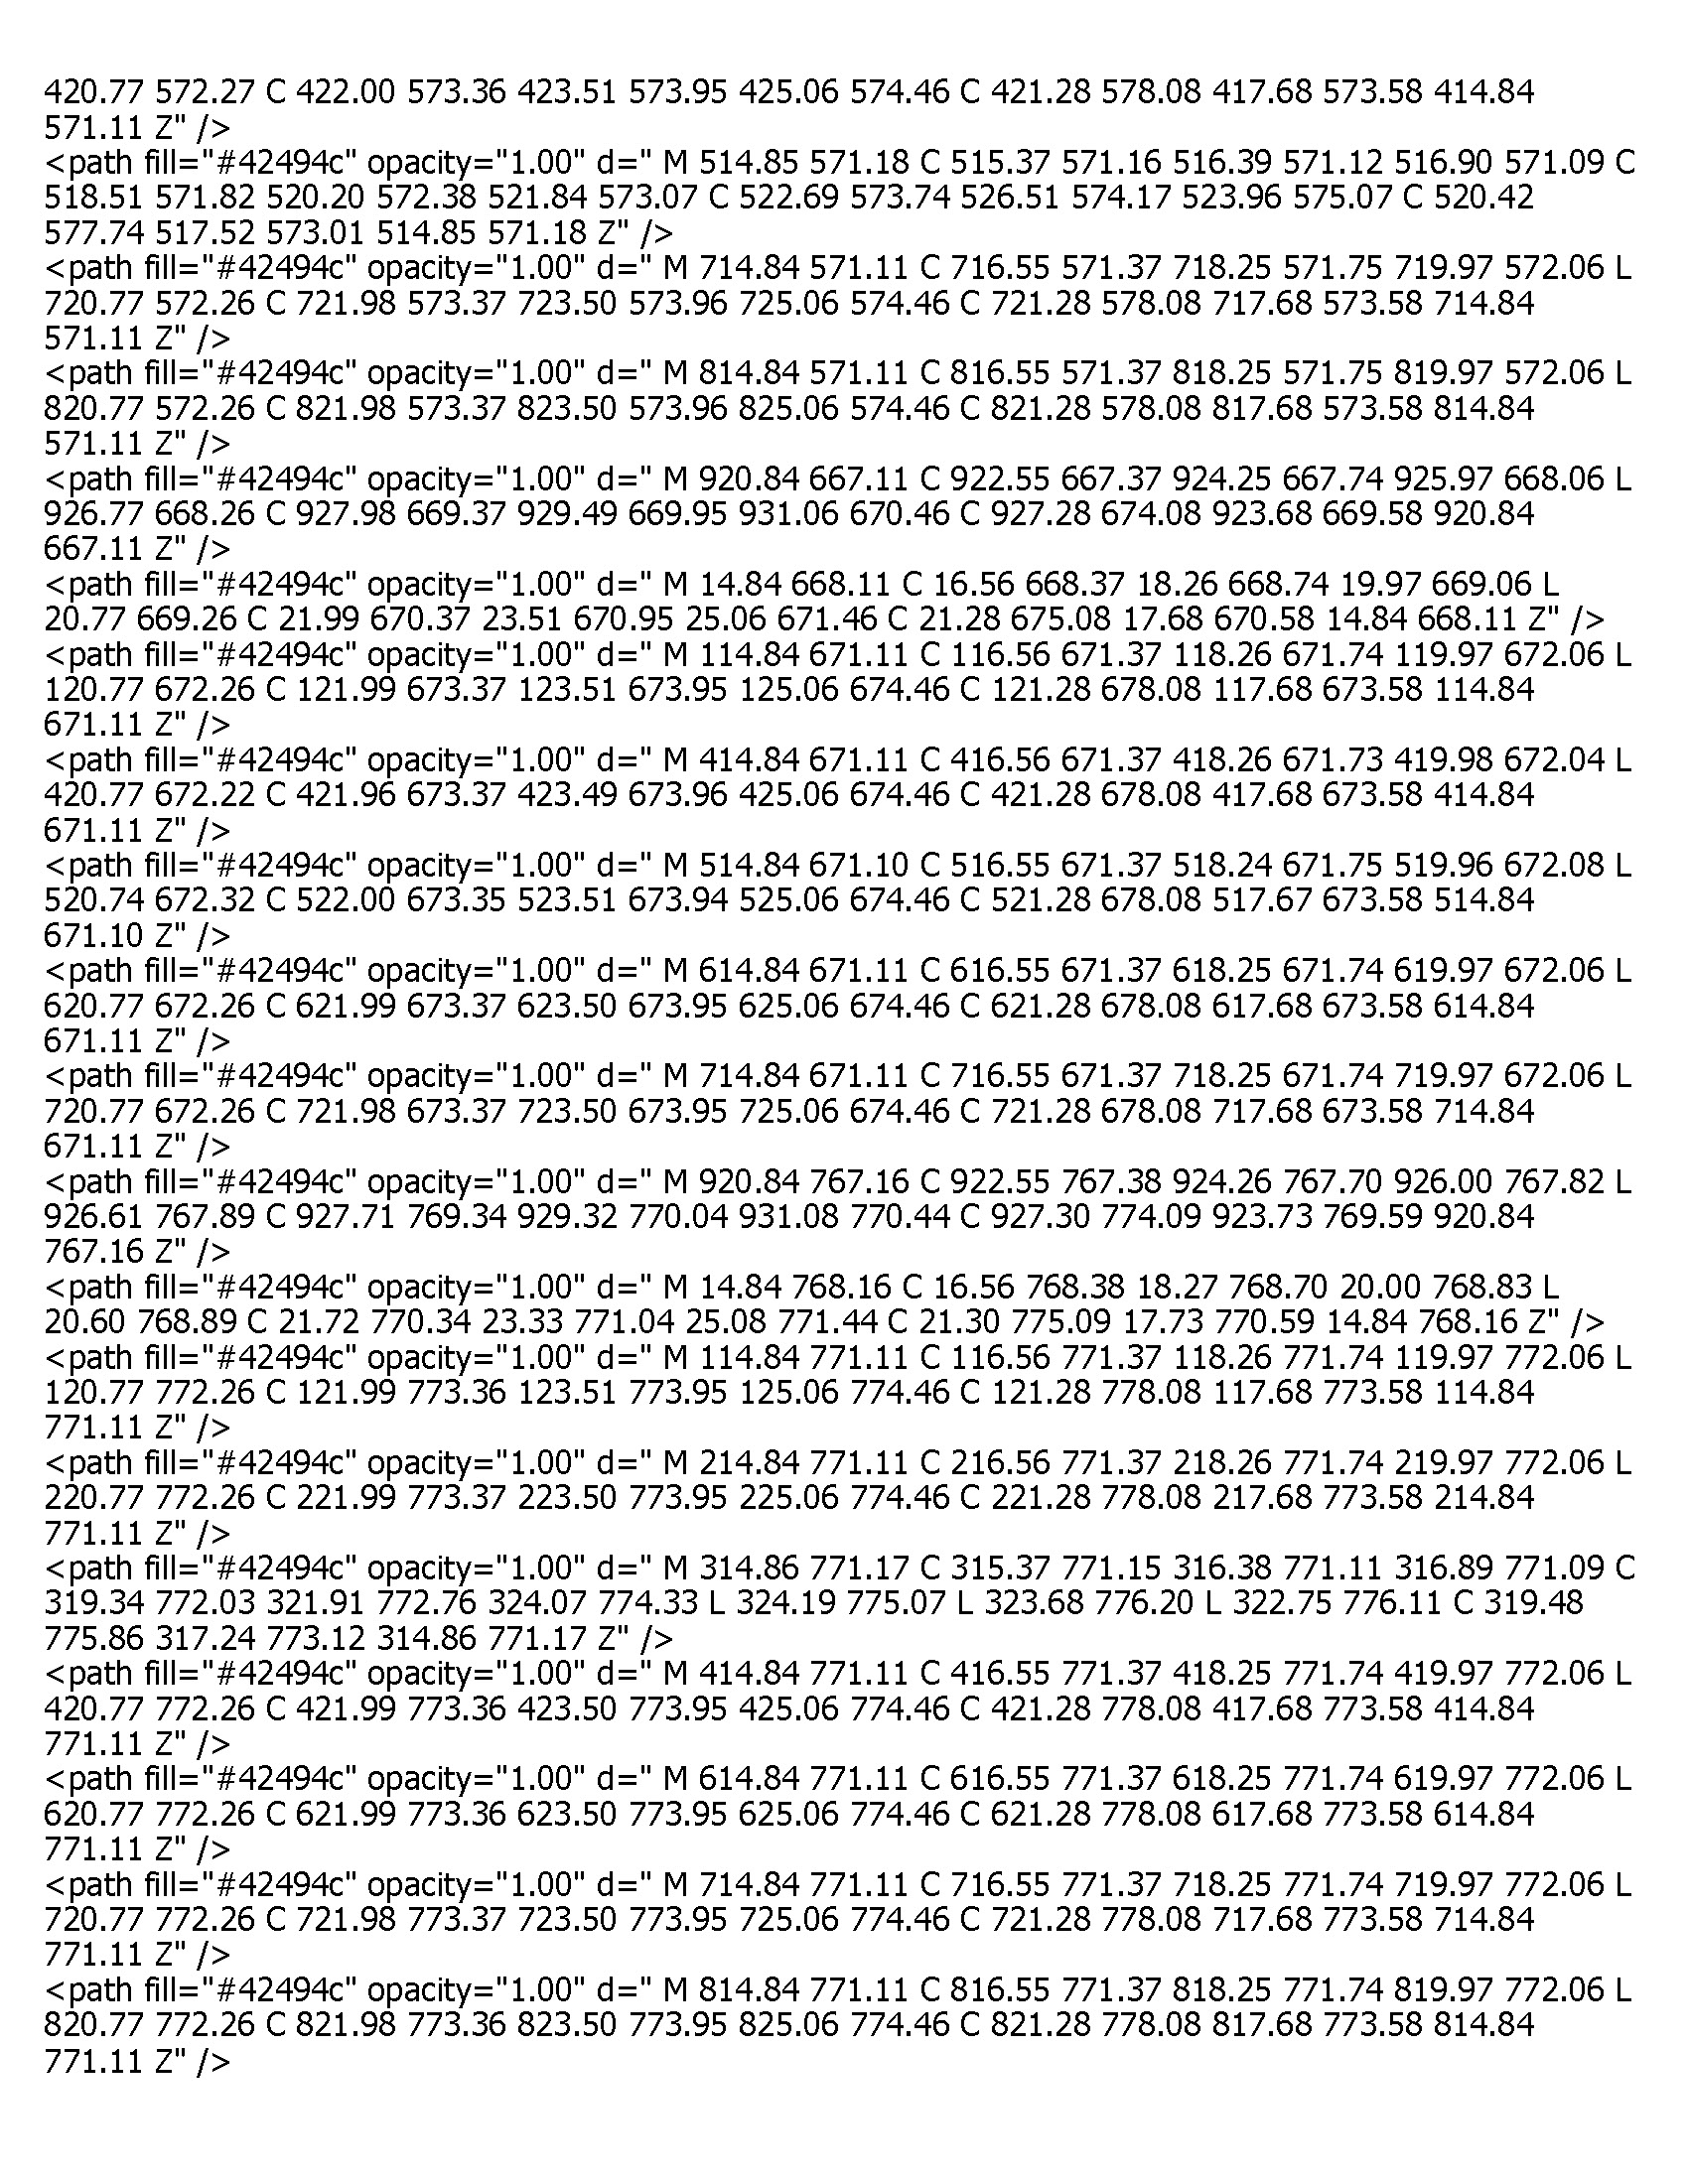 420.77 572.27 C 422.00 573.36 423.51 573.95 425.06 574.46 C 421.28 578.08 417.68 573.58 414.84
571.11 Z" />
<path fill="#42494c" opacity="1.00" d=" M 514.85 571.18 C 515.37 571.16 516.39 571.12 516.90 571.09 C
518.51 571.82 520.20 572.38 521.84 573.07 C 522.69 573.74 526.51 574.17 523.96 575.07 C 520.42
577.74 517.52 573.01 514.85 571.18 Z" />
<path fill="#42494c" opacity="1.00" d=" M 714.84 571.11 C 716.55 571.37 718.25 571.75 719.97 572.06 L
720.77 572.26 C 721.98 573.37 723.50 573.96 725.06 574.46 C 721.28 578.08 717.68 573.58 714.84
571.11 Z" />
<path fill="#42494c" opacity="1.00" d=" M 814.84 571.11 C 816.55 571.37 818.25 571.75 819.97 572.06 L
820.77 572.26 C 821.98 573.37 823.50 573.96 825.06 574.46 C 821.28 578.08 817.68 573.58 814.84
571.11 Z" />
<path fill="#42494c" opacity="1.00" d=" M 920.84 667.11 C 922.55 667.37 924.25 667.74 925.97 668.06 L
926.77 668.26 C 927.98 669.37 929.49 669.95 931.06 670.46 C 927.28 674.08 923.68 669.58 920.84
667.11 Z" />
<path fill="#42494c" opacity="1.00" d=" M 14.84 668.11 C 16.56 668.37 18.26 668.74 19.97 669.06 L
20.77 669.26 C 21.99 670.37 23.51 670.95 25.06 671.46 C 21.28 675.08 17.68 670.58 14.84 668.11 Z" />
<path fill="#42494c" opacity="1.00" d=" M 114.84 671.11 C 116.56 671.37 118.26 671.74 119.97 672.06 L
120.77 672.26 C 121.99 673.37 123.51 673.95 125.06 674.46 C 121.28 678.08 117.68 673.58 114.84
671.11 Z" />
<path fill="#42494c" opacity="1.00" d=" M 414.84 671.11 C 416.56 671.37 418.26 671.73 419.98 672.04 L
420.77 672.22 C 421.96 673.37 423.49 673.96 425.06 674.46 C 421.28 678.08 417.68 673.58 414.84
671.11 Z" />
<path fill="#42494c" opacity="1.00" d=" M 514.84 671.10 C 516.55 671.37 518.24 671.75 519.96 672.08 L
520.74 672.32 C 522.00 673.35 523.51 673.94 525.06 674.46 C 521.28 678.08 517.67 673.58 514.84
671.10 Z" />
<path fill="#42494c" opacity="1.00" d=" M 614.84 671.11 C 616.55 671.37 618.25 671.74 619.97 672.06 L
620.77 672.26 C 621.99 673.37 623.50 673.95 625.06 674.46 C 621.28 678.08 617.68 673.58 614.84
671.11 Z" />
<path fill="#42494c" opacity="1.00" d=" M 714.84 671.11 C 716.55 671.37 718.25 671.74 719.97 672.06 L
720.77 672.26 C 721.98 673.37 723.50 673.95 725.06 674.46 C 721.28 678.08 717.68 673.58 714.84
671.11 Z" />
<path fill="#42494c" opacity="1.00" d=" M 920.84 767.16 C 922.55 767.38 924.26 767.70 926.00 767.82 L
926.61 767.89 C 927.71 769.34 929.32 770.04 931.08 770.44 C 927.30 774.09 923.73 769.59 920.84
767.16 Z" />
<path fill="#42494c" opacity="1.00" d=" M 14.84 768.16 C 16.56 768.38 18.27 768.70 20.00 768.83 L
20.60 768.89 C 21.72 770.34 23.33 771.04 25.08 771.44 C 21.30 775.09 17.73 770.59 14.84 768.16 Z" />
<path fill="#42494c" opacity="1.00" d=" M 114.84 771.11 C 116.56 771.37 118.26 771.74 119.97 772.06 L
120.77 772.26 C 121.99 773.36 123.51 773.95 125.06 774.46 C 121.28 778.08 117.68 773.58 114.84
771.11 Z" />
<path fill="#42494c" opacity="1.00" d=" M 214.84 771.11 C 216.56 771.37 218.26 771.74 219.97 772.06 L
220.77 772.26 C 221.99 773.37 223.50 773.95 225.06 774.46 C 221.28 778.08 217.68 773.58 214.84
771.11 Z" />
<path fill="#42494c" opacity="1.00" d=" M 314.86 771.17 C 315.37 771.15 316.38 771.11 316.89 771.09 C
319.34 772.03 321.91 772.76 324.07 774.33 L 324.19 775.07 L 323.68 776.20 L 322.75 776.11 C 319.48
775.86 317.24 773.12 314.86 771.17 Z" />
<path fill="#42494c" opacity="1.00" d=" M 414.84 771.11 C 416.55 771.37 418.25 771.74 419.97 772.06 L
420.77 772.26 C 421.99 773.36 423.50 773.95 425.06 774.46 C 421.28 778.08 417.68 773.58 414.84
771.11 Z" />
<path fill="#42494c" opacity="1.00" d=" M 614.84 771.11 C 616.55 771.37 618.25 771.74 619.97 772.06 L
620.77 772.26 C 621.99 773.36 623.50 773.95 625.06 774.46 C 621.28 778.08 617.68 773.58 614.84
771.11 Z" />
<path fill="#42494c" opacity="1.00" d=" M 714.84 771.11 C 716.55 771.37 718.25 771.74 719.97 772.06 L
720.77 772.26 C 721.98 773.37 723.50 773.95 725.06 774.46 C 721.28 778.08 717.68 773.58 714.84
771.11 Z" />
<path fill="#42494c" opacity="1.00" d=" M 814.84 771.11 C 816.55 771.37 818.25 771.74 819.97 772.06 L
820.77 772.26 C 821.98 773.36 823.50 773.95 825.06 774.46 C 821.28 778.08 817.68 773.58 814.84
771.11 Z" />